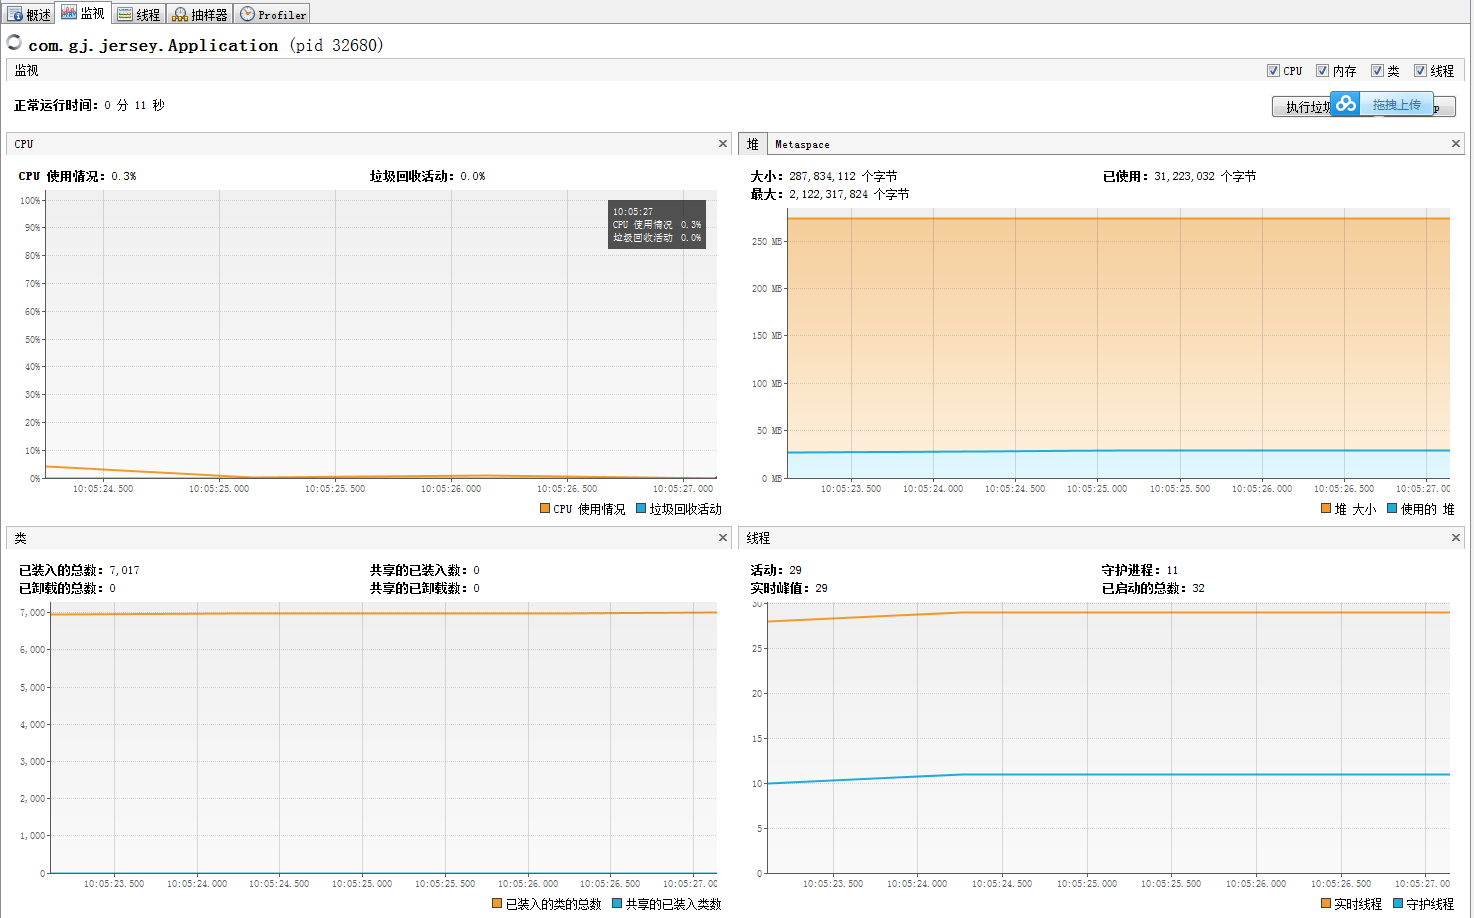 概述 监视 线程 抽样器 Profiler
com.gj.jersey.Application (pid 32680)
监视 CPU 内存 类 线程
正常运行时间: 0 分 11 秒
执行垃圾 拖拽上传 p
CPU
CPU 使用情况: 0.3% 垃圾回收活动: 0.0%
100%
90%
80%
70%
60%
50%
40%
30%
20%
10%
0%
10:05:27
CPU 使用情况 0.3%
垃圾回收活动 0.0%
10:05:24.500 10:05:25.000 10:05:25.500 10:05:26.000 10:05:26.500 10:05:27.000
CPU 使用情况 垃圾回收活动
堆 Metaspace
大小: 287,834,112 个字节 已使用: 31,223,032 个字节
最大: 2,122,317,824 个字节
250 MB
200 MB
150 MB
100 MB
50 MB
0 MB
10:05:23.500 10:05:24.000 10:05:24.500 10:05:25.000 10:05:25.500 10:05:26.000 10:05:26.500 10:05:27.00
堆 大小 使用的 堆
类
已装入的总数: 7,017 共享的已装入数: 0
已卸载的总数: 0 共享的已卸载数: 0
7,000
6,000
5,000
4,000
3,000
2,000
1,000
0
10:05:23.500 10:05:24.000 10:05:24.500 10:05:25.000 10:05:25.500 10:05:26.000 10:05:26.500 10:05:27.00
已装入的类的总数 共享的已装入类数
线程
活动: 29 守护进程: 11
实时峰值: 29 已启动的总数: 32
30
25
20
15
10
5
0
10:05:23.500 10:05:24.000 10:05:24.500 10:05:25.000 10:05:25.500 10:05:26.000 10:05:26.500 10:05:27.00
实时线程 守护线程